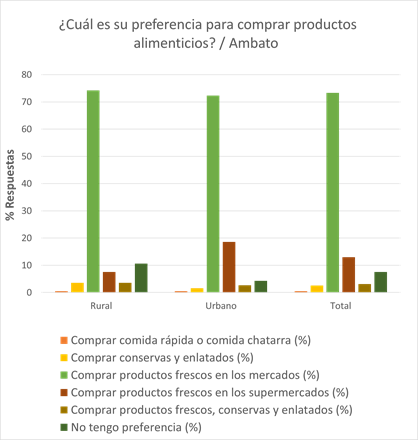 ¿Cuál es su preferencia para comprar productos
alimenticios? / Ambato
80
70
60
50
40
30
20
10
0
% Respuestas
Rural Urbano Total
Comprar comida rápida o comida chatarra (%)
Comprar conservas y enlatados (%)
Comprar productos frescos en los mercados (%)
Comprar productos frescos en los supermercados (%)
Comprar productos frescos, conservas y enlatados (%)
No tengo preferencia (%)